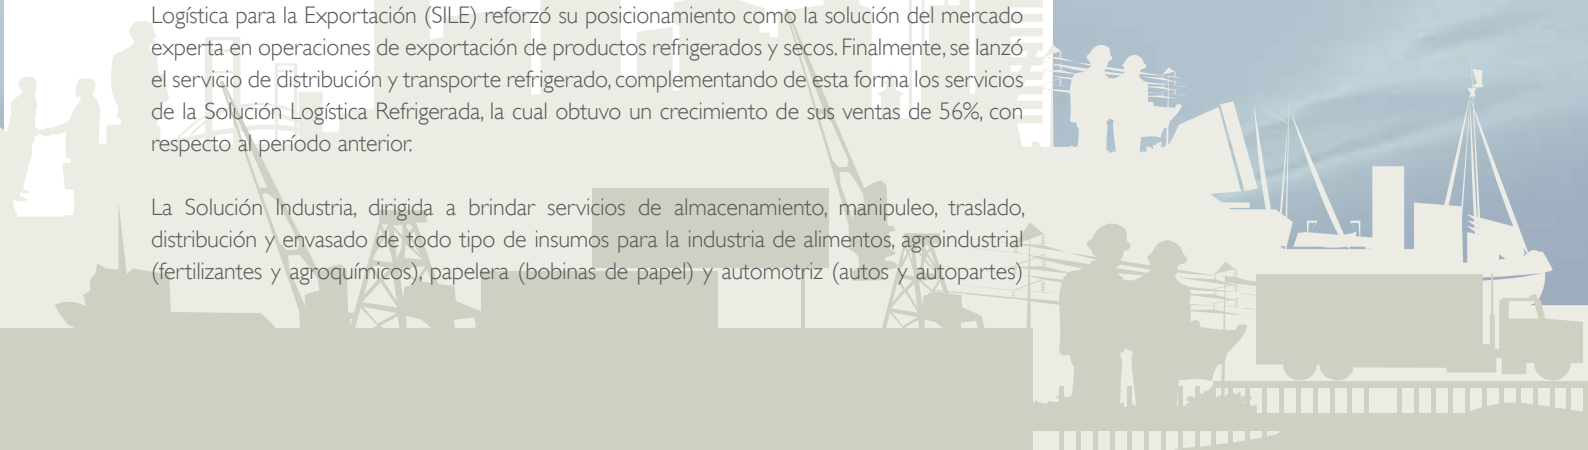 Logística para la Exportación (SILE) reforzó su posicionamiento como la solución del mercado
experta en operaciones de exportación de productos refrigerados y secos. Finalmente, se lanzó
el servicio de distribución y transporte refrigerado, complementando de esta forma los servicios
de la Solución Logística Refrigerada, la cual obtuvo un crecimiento de sus ventas de 56%, con
respecto al período anterior.
La Solución Industria, dirigida a brindar servicios de almacenamiento, manipuleo, traslado,
distribución y envasado de todo tipo de insumos para la industria de alimentos, agroindustrial
(fertilizantes y agroquímicos), papelera (bobinas de papel) y automotriz (autos y autopartes)